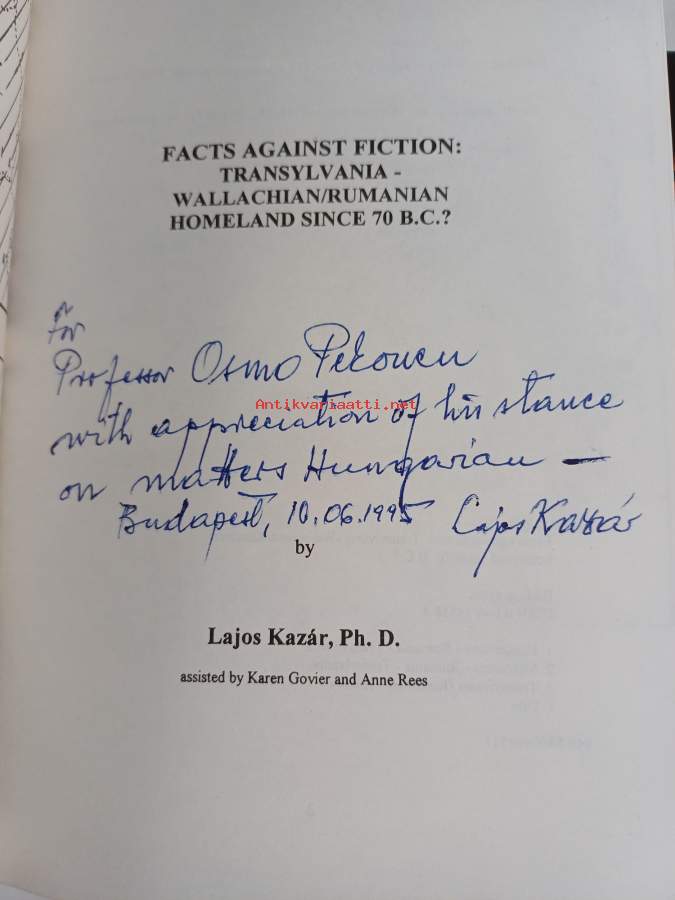 FACTS AGAINST FICTION:
TRANSYLVANIA -
WALLACHIAN/RUMANIAN
HOMELAND SINCE 70 B.C.?
for
Professor Osmo Pekonen
with appreciation of his stance
Antikvariaatti.net
on matters Hungarian —
Budapest, 10.06.1995 Lajos Kazár
by
Lajos Kazár, Ph. D.
assisted by Karen Govier and Anne Rees